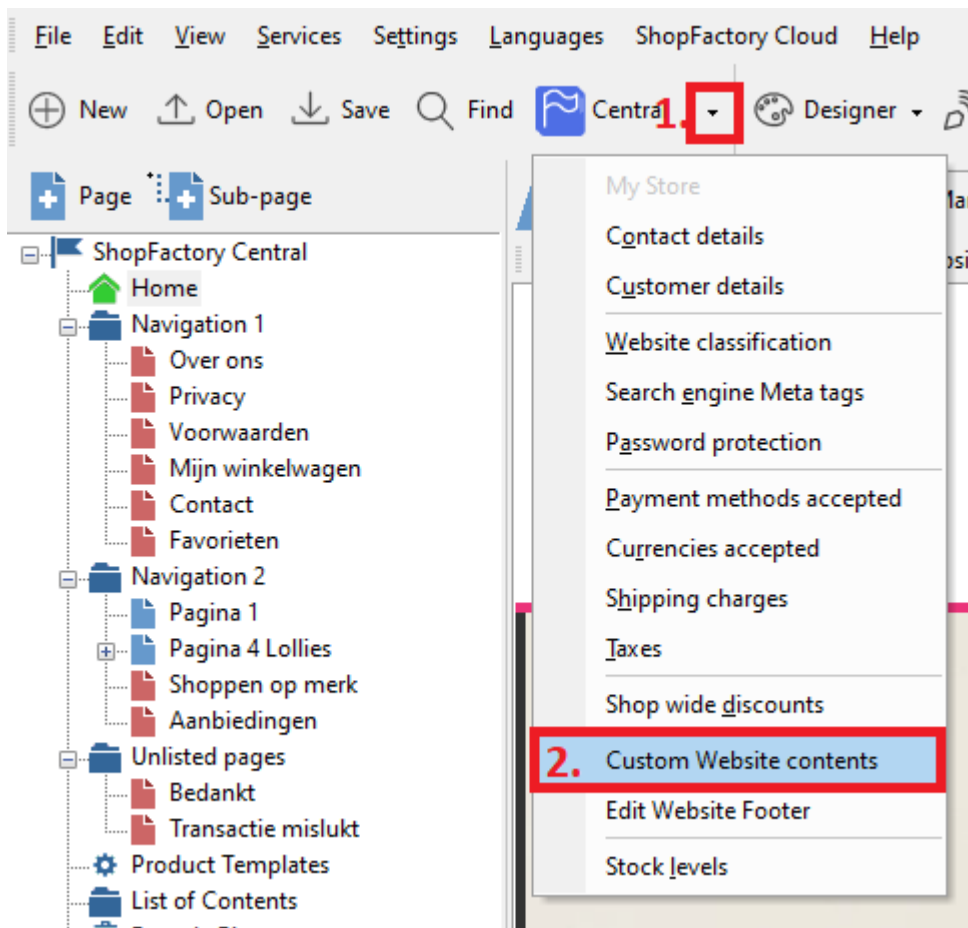 File Edit View Services Settings Languages ShopFactory Cloud Help
New Open Save Find Central 1. Designer
Page Sub-page
ShopFactory Central
Home
Navigation 1
Over ons
Privacy
Voorwaarden
Mijn winkelwagen
Contact
Favorieten
Navigation 2
Pagina 1
Pagina 4 Lollies
Shoppen op merk
Aanbiedingen
Unlisted pages
Bedankt
Transactie mislukt
Product Templates
List of Contents
My Store
Contact details
Customer details
Website classification
Search engine Meta tags
Password protection
Payment methods accepted
Currencies accepted
Shipping charges
Taxes
Shop wide discounts
2. Custom Website contents
Edit Website Footer
Stock levels